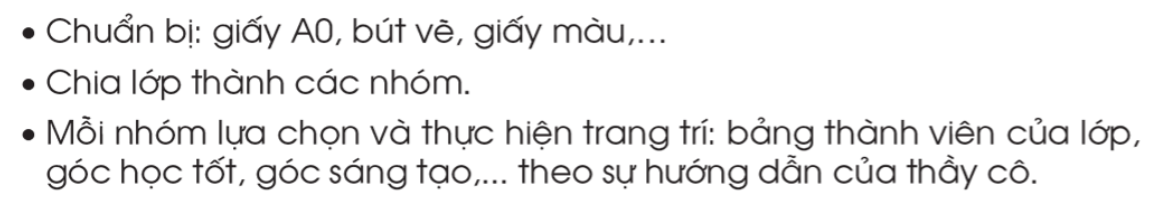 • Chuẩn bị: giấy A0, bút vẽ, giấy màu,...
• Chia lớp thành các nhóm.
• Mỗi nhóm lựa chọn và thực hiện trang trí: bảng thành viên của lớp,
góc học tốt, góc sáng tạo,... theo sự hướng dẫn của thầy cô.